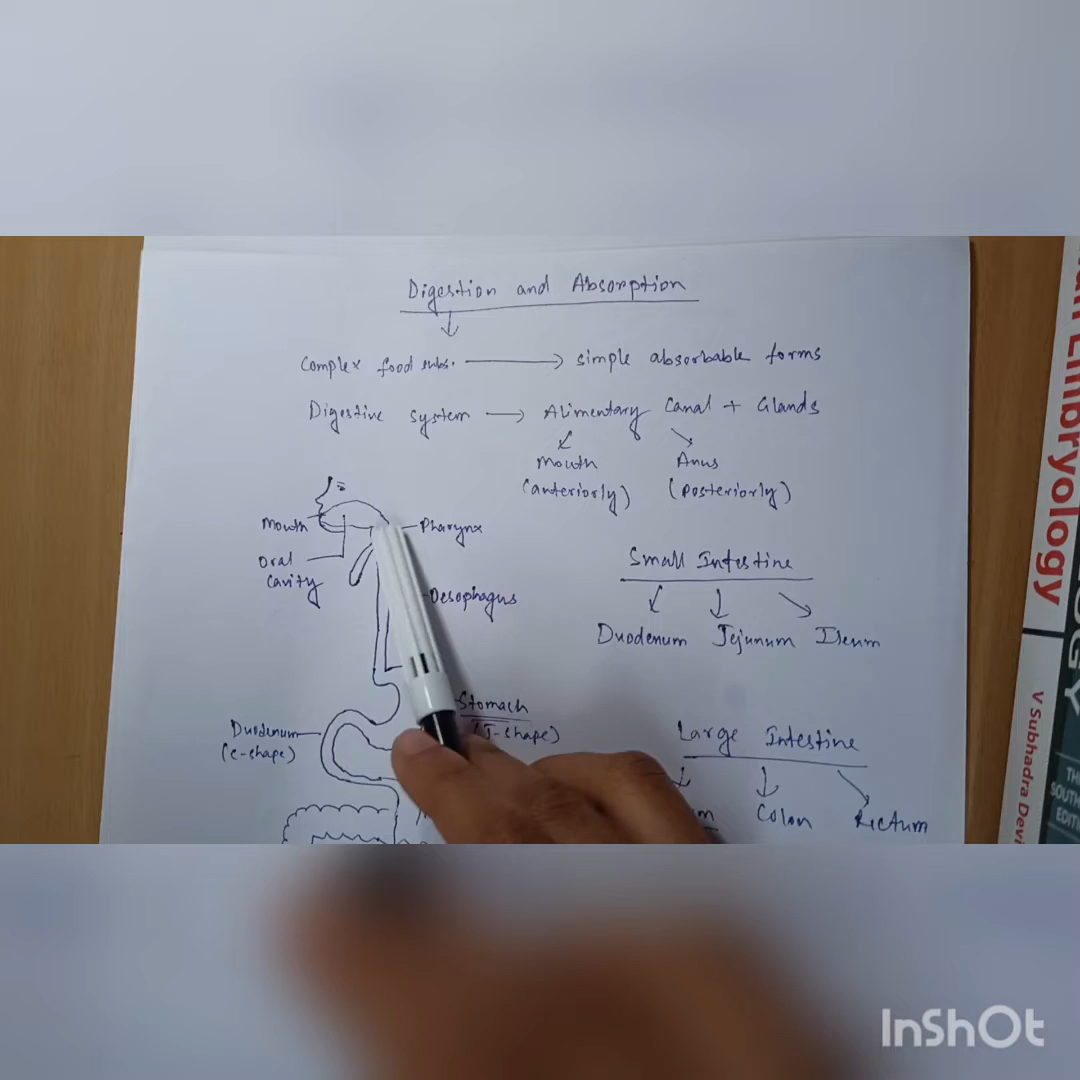 Digestion and Absorption
Complex food subs. → simple absorbable forms
Digestive system → Alimentary Canal + Glands
Mouth Anus
(anteriorly) (posteriorly)
Mouth
Pharynx
Oral
cavity
Oesophagus
Small Intestine
Duodenum Jejunum Ileum
Stomach
(J-shape)
Duodenum
(c-shape)
Large Intestine
Colon Rectum
Embryology
V Subhadra Devi
InShOt